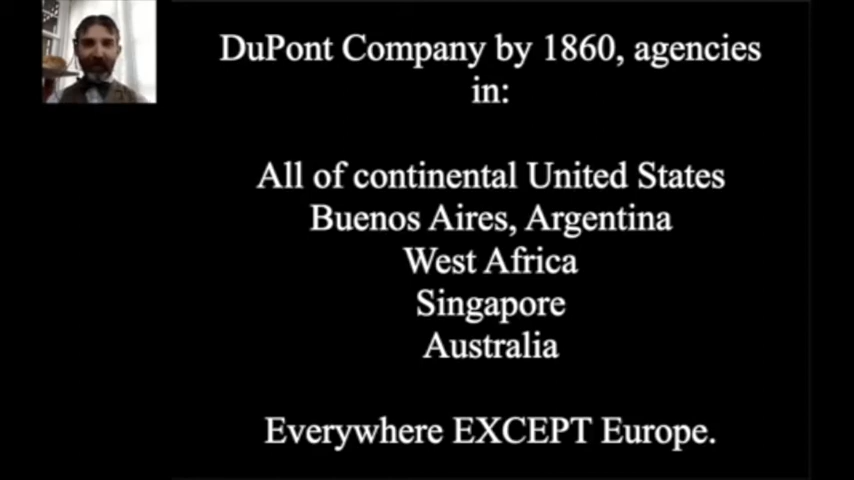 DuPont Company by 1860, agencies
in:
All of continental United States
Buenos Aires, Argentina
West Africa
Singapore
Australia
Everywhere EXCEPT Europe.